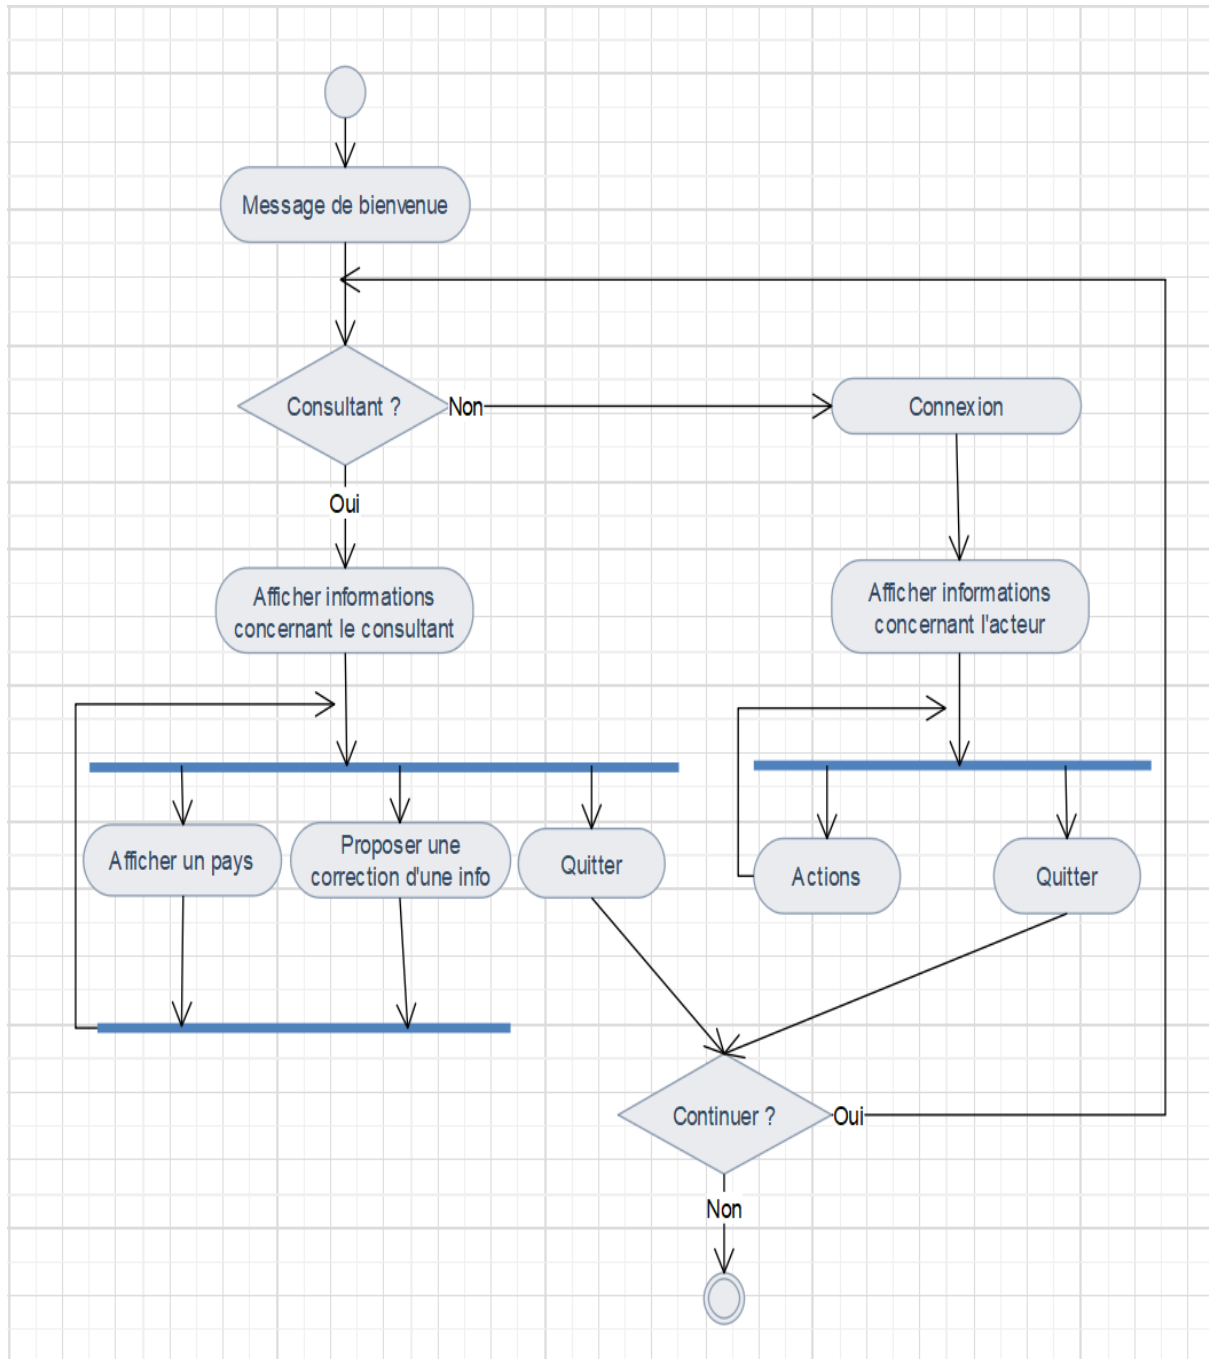 Message de bienvenue
Consultant ?
Non
Connexion
Oui
Afficher informations
concernant le consultant
Afficher informations
concernant l'acteur
Afficher un pays
Proposer une
correction d'une info
Quitter
Actions
Quitter
Continuer ?
Oui
Non